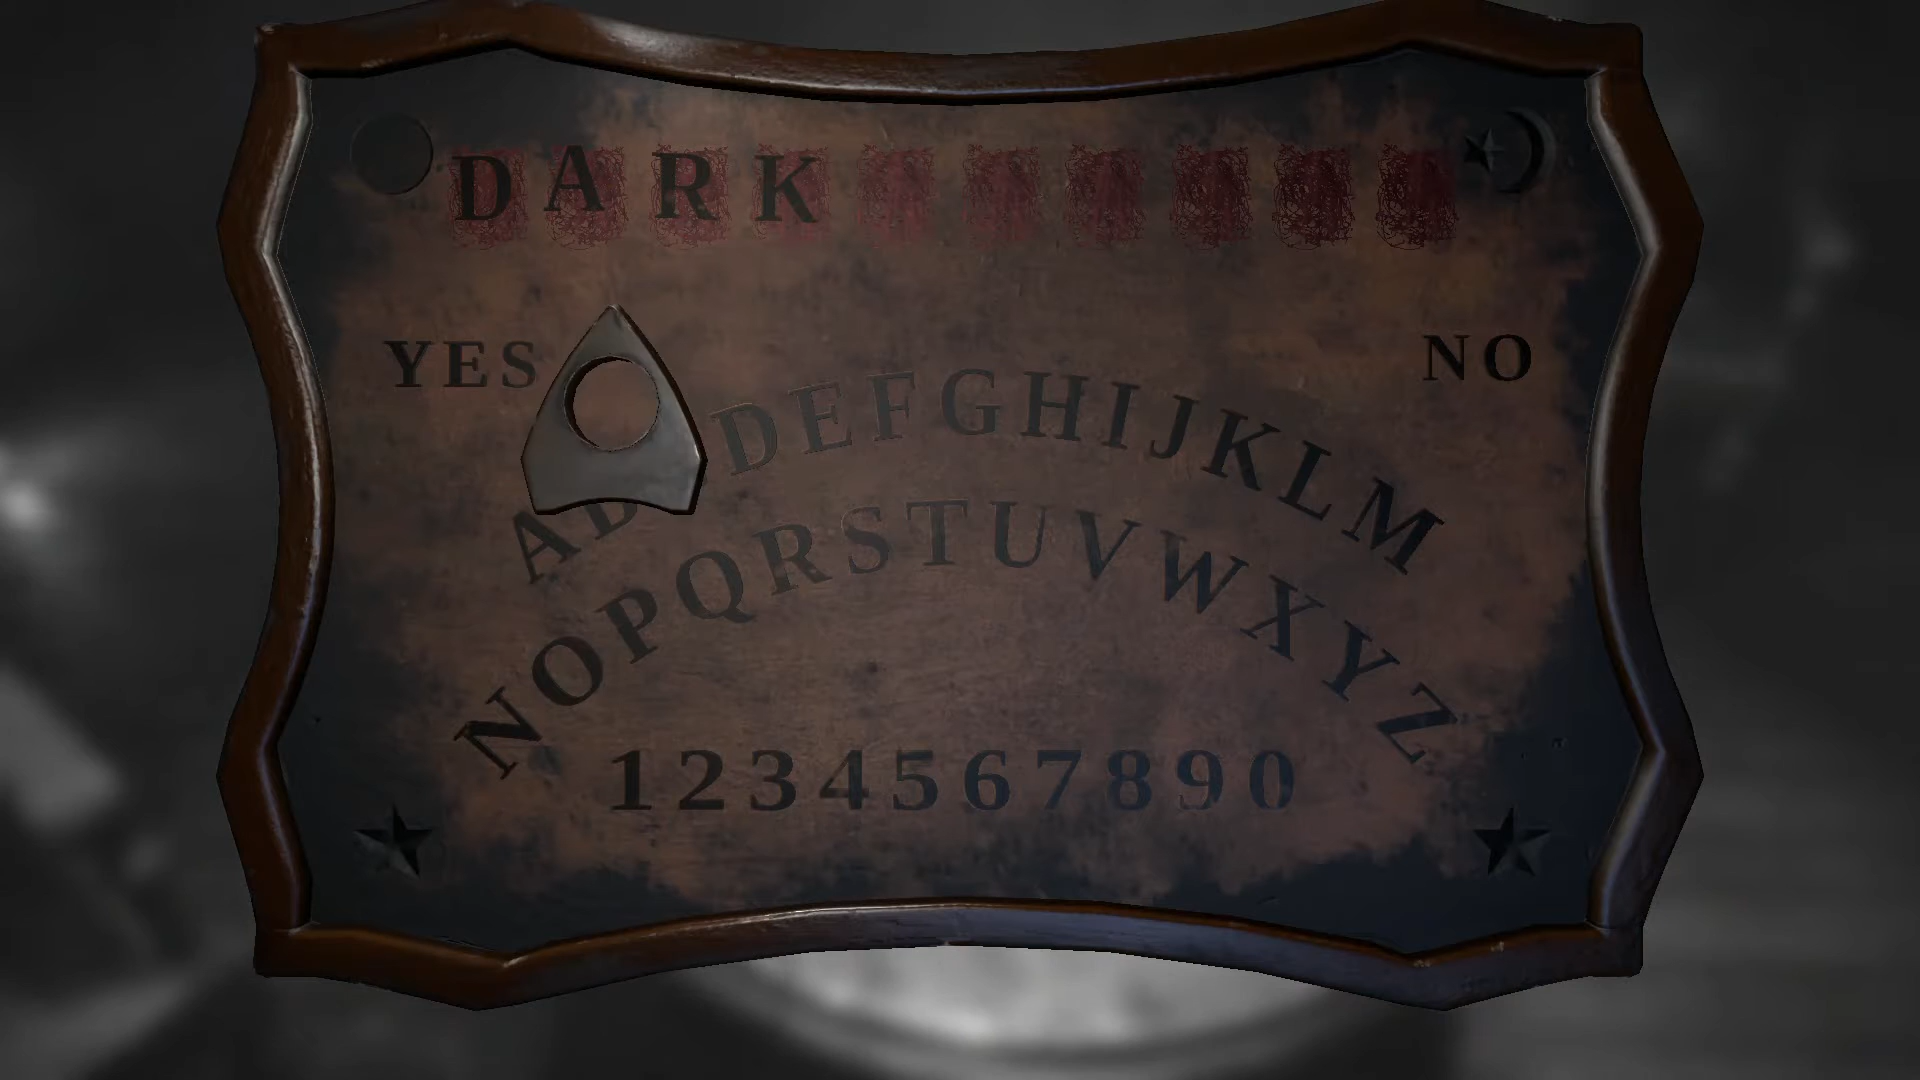 DARK
YES
NO
DEFGHIJKLM
NOPQRSTUVWXYZ
1234567890